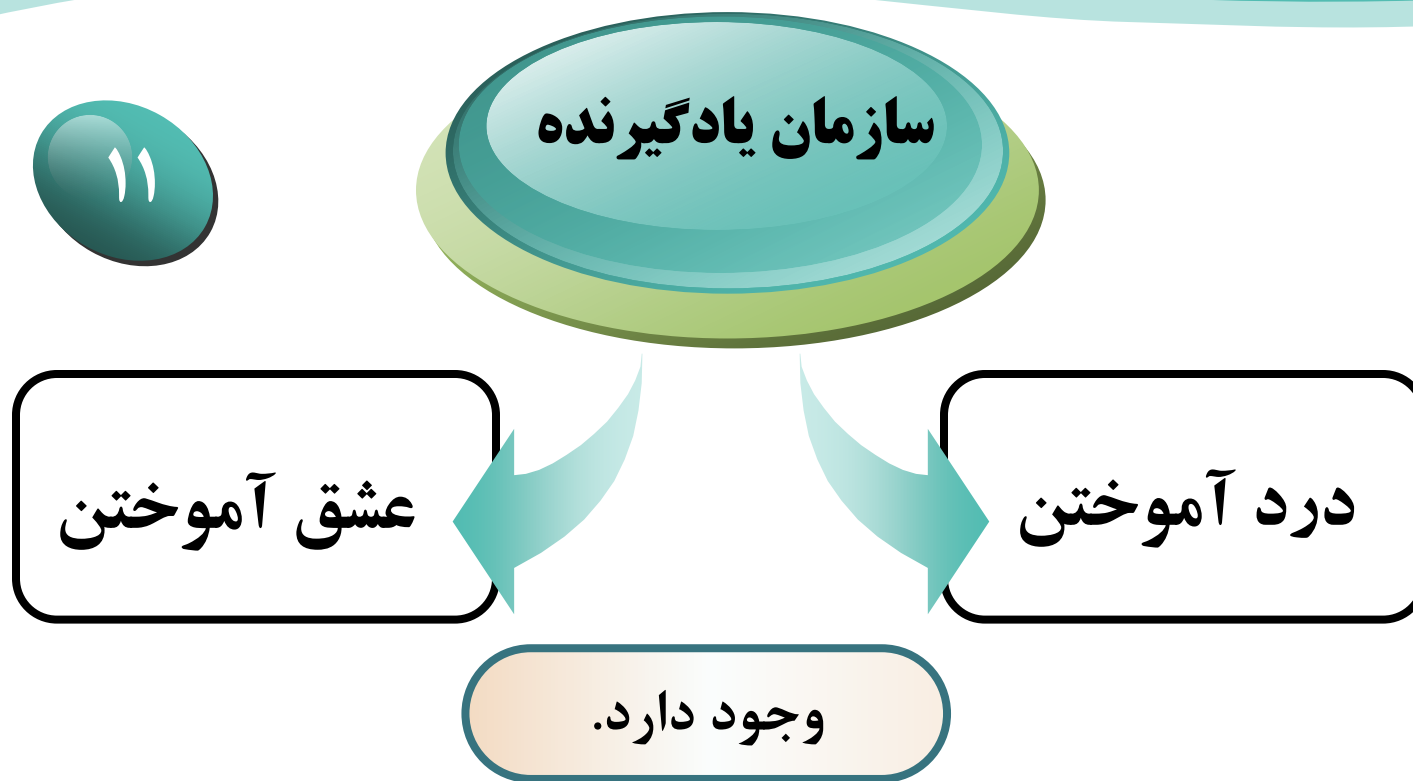 سازمان یادگیرنده
۱۱
درد آموختن
عشق آموختن
وجود دارد.